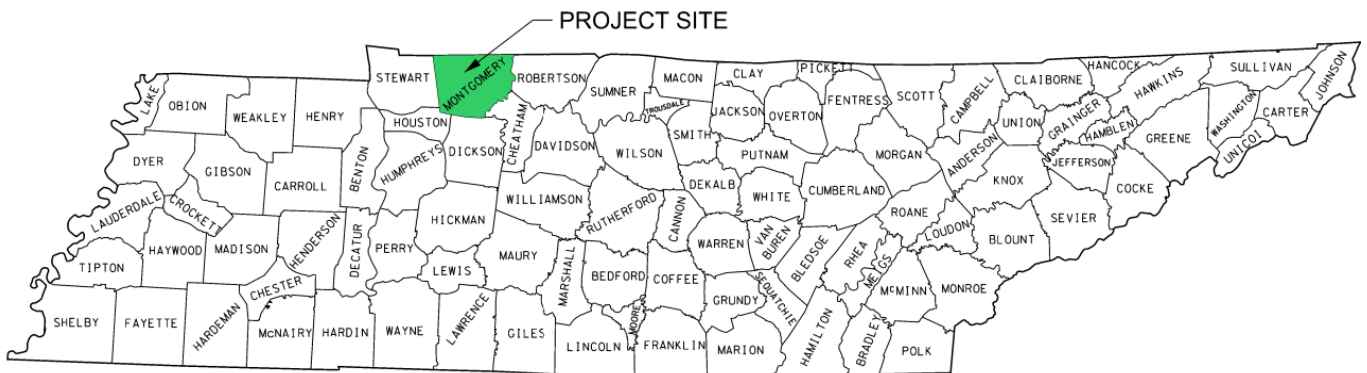 PROJECT SITE
STEWART
MONTGOMERY
ROBERTSON
SUMNER
MACON
CLAY
PICKETT
FENTRESS
SCOTT
CAMPBELL
CLAIBORNE
HANCOCK
HAWKINS
SULLIVAN
JOHNSON
LAKE
OBION
WEAKLEY
HENRY
HOUSTON
CHEATHAM
TROUSDALE
JACKSON
OVERTON
UNION
GRAINGER
HAMBLEN
GREENE
WASHINGTON
CARTER
UNICOI
DYER
GIBSON
CARROLL
BENTON
HUMPHREYS
DICKSON
DAVIDSON
WILSON
SMITH
PUTNAM
MORGAN
ANDERSON
KNOX
JEFFERSON
COCKE
LAUDERDALE
CROCKETT
HICKMAN
WILLIAMSON
RUTHERFORD
CANNON
DEKALB
WHITE
CUMBERLAND
ROANE
LOUDON
BLOUNT
SEVIER
TIPTON
HAYWOOD
MADISON
HENDERSON
DECATUR
PERRY
LEWIS
MAURY
MARSHALL
BEDFORD
COFFEE
WARREN
VAN
BUREN
BLEDSOE
RHEA
MEIGS
McMINN
MONROE
SHELBY
FAYETTE
HARDEMAN
CHESTER
McNAIRY
HARDIN
WAYNE
LAWRENCE
GILES
LINCOLN
MOORE
FRANKLIN
GRUNDY
SEQUATCHIE
MARION
HAMILTON
BRADLEY
POLK